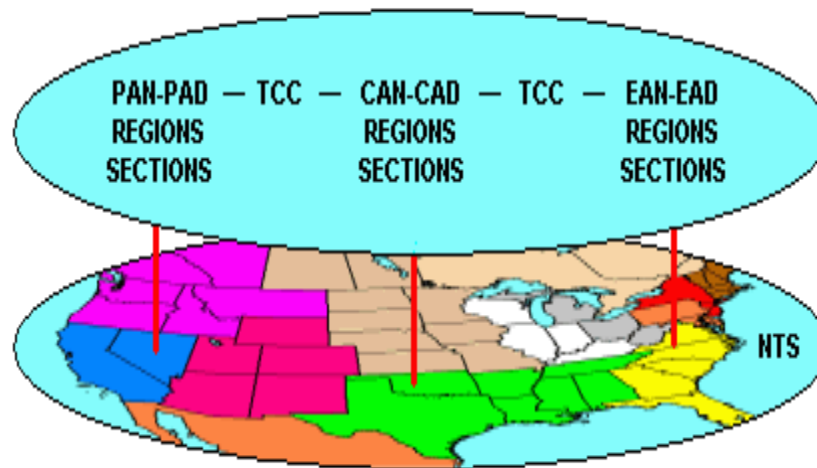 PAN-PAD — TCC — CAN-CAD — TCC — EAN-EAD
REGIONS REGIONS REGIONS
SECTIONS SECTIONS SECTIONS
NTS